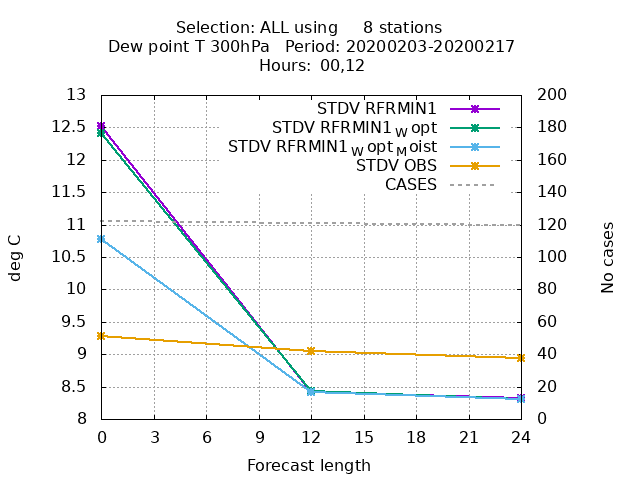 Selection: ALL using 8 stations
Dew point T 300hPa Period: 20200203-20200217
Hours: 00,12
13 200
STDV RFRMIN1
12.5 STDV RFRMIN1 W opt 180
STDV RFRMIN1 W opt M oist
12 STDV OBS 160
11.5 CASES 140
11 120
10.5 100
10 80
9.5 60
9 40
8.5 20
8 0
deg C
No cases
0 3 6 9 12 15 18 21 24
Forecast length